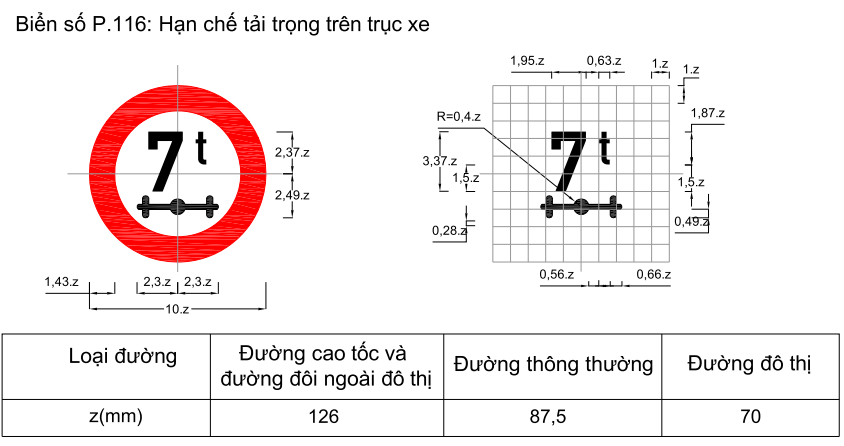 Biển số P.116: Hạn chế tải trọng trên trục xe
7 t
2,37.z
2,49.z
1,43.z
2,3.z
2,3.z
10.z
1,95.z
0,63.z
1.z
1.z
R=0,4.z
1,87.z
3,37.z
1,5.z
7 t
1,5.z
0,28.z
0,49.z
0,56.z
0,66.z
Loại đường
Đường cao tốc và
đường đôi ngoài đô thị
Đường thông thường
Đường đô thị
z(mm)
126
87,5
70